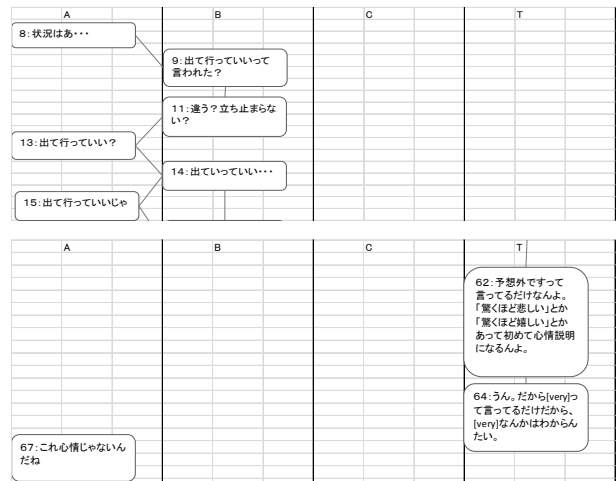 A B C T
8:状況はあ・・・
9:出て行っていいって
言われた？
11:違う？立ち止まらな
い？
13:出て行っていい？
14:出ていっていい・・・
15:出て行っていいじゃ
A B C T
62:予想外ですって
言ってるだけなんよ。
「驚くほど悲しい」とか
「驚くほど嬉しい」とか
あって初めて心情説明
になるんよ。
64:うん。だから[very]っ
て言ってるだけだから、
[very]なんかはわからん
たい。
67:これ心情じゃないん
だね